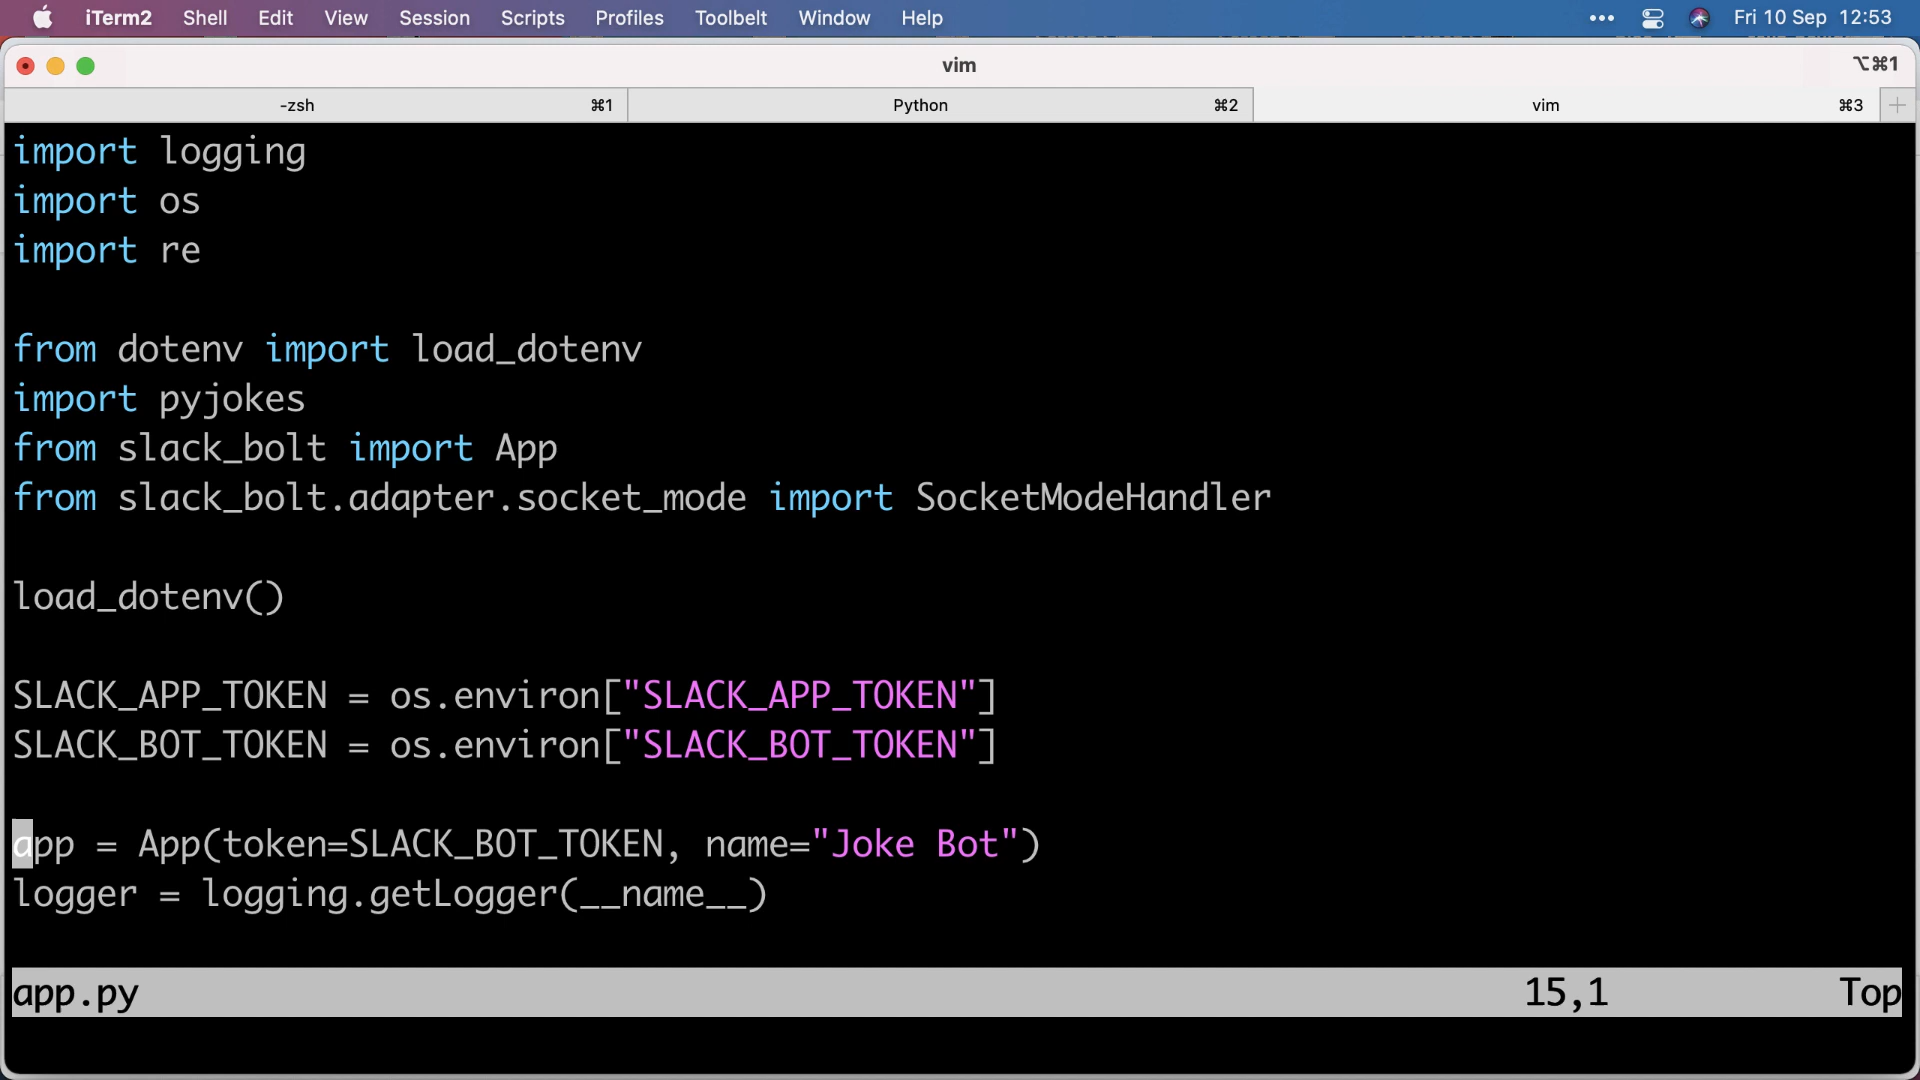 iTerm2 Shell Edit View Session Scripts Profiles Toolbelt Window Help Fri 10 Sep 12:53
vim ⌥⌘1
-zsh ⌘1 Python ⌘2 vim ⌘3 +
import logging
import os
import re
from dotenv import load_dotenv
import pyjokes
from slack_bolt import App
from slack_bolt.adapter.socket_mode import SocketModeHandler
load_dotenv()
SLACK_APP_TOKEN = os.environ["SLACK_APP_TOKEN"]
SLACK_BOT_TOKEN = os.environ["SLACK_BOT_TOKEN"]
app = App(token=SLACK_BOT_TOKEN, name="Joke Bot")
logger = logging.getLogger(__name__)
app.py 15,1 Top